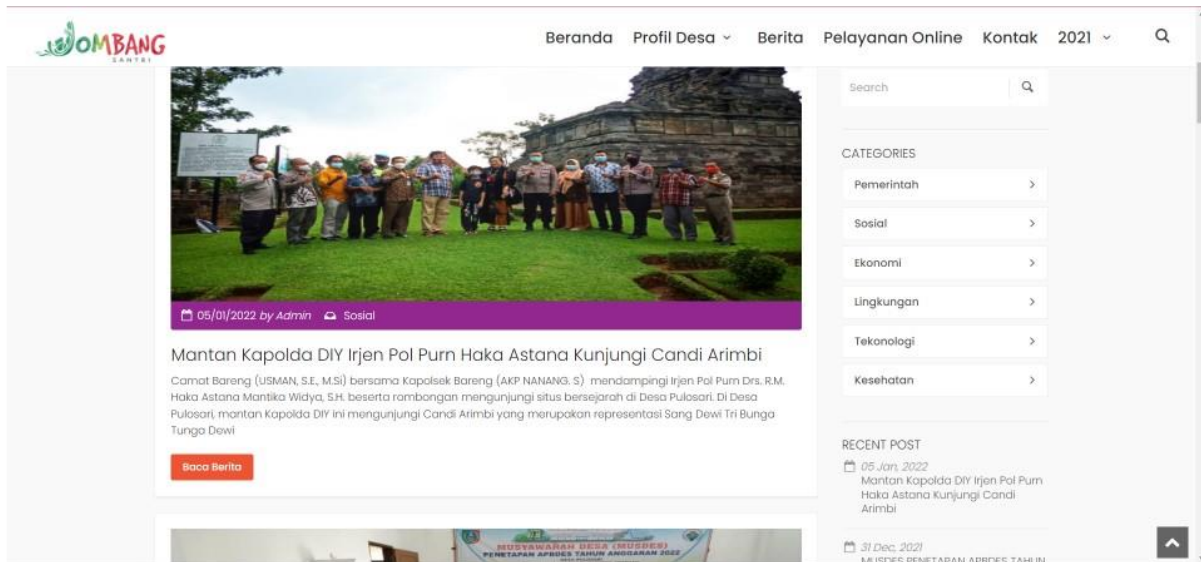 JOMBANG
SANTRI
Beranda Profil Desa Berita Pelayanan Online Kontak 2021
05/01/2022 by Admin Sosial
Mantan Kapolda DIY Irjen Pol Purn Haka Astana Kunjungi Candi Arimbi
Camat Bareng (USMAN, S.E., M.Si) bersama Kapolsek Bareng (AKP NANANG. S) mendampingi Irjen Pol Purn Drs. R.M.
Haka Astana Mantika Widya, S.H. beserta rombongan mengunjungi situs bersejarah di Desa Pulosari. Di Desa
Pulosari, mantan Kapolda DIY ini mengunjungi Candi Arimbi yang merupakan representasi Sang Dewi Tri Bunga
Tunga Dewi
Baca Berita
MUSYAWARAH DESA (MUSDES)
PENETAPAN APBDES TAHUN ANGGARAN 2022
Search
CATEGORIES
Pemerintah
Sosial
Ekonomi
Lingkungan
Tekonologi
Kesehatan
RECENT POST
05 Jan, 2022
Mantan Kapolda DIY Irjen Pol Purn
Haka Astana Kunjungi Candi
Arimbi
31 Dec, 2021
MUSDES PENETAPAN APBDES TAHUN